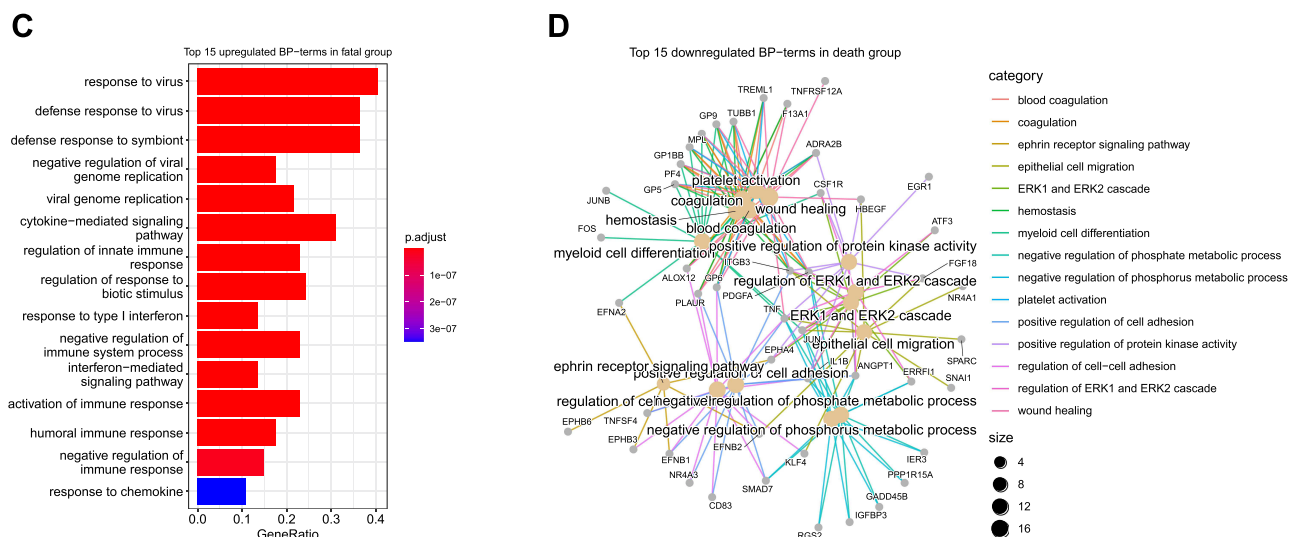 C
Top 15 upregulated BP−terms in fatal group
response to virus
defense response to virus
defense response to symbiont
negative regulation of viral
genome replication
viral genome replication
cytokine−mediated signaling
pathway
regulation of innate immune
response
regulation of response to
biotic stimulus
response to type I interferon
negative regulation of
immune system process
interferon−mediated
signaling pathway
activation of immune response
humoral immune response
negative regulation of
immune response
response to chemokine
0.0 0.1 0.2 0.3 0.4
GeneRatio
p.adjust
1e−07
2e−07
3e−07
D
Top 15 downregulated BP−terms in death group
TREML1
TNFRSF12A
GP9
TUBB1
F13A1
MPL
ADRA2B
GP1BB
PF4
GP5
platelet activation
CSF1R
EGR1
JUNB
coagulation
HBEGF
wound healing
hemostasis
ATF3
FOS
blood coagulation
myeloid cell differentiation
positive regulation of protein kinase activity
ITGB3
FGF18
ALOX12
GP6
regulation of ERK1 and ERK2 cascade
PLAUR
PDGFA
NR4A1
EFNA2
TNF
ERK1 and ERK2 cascade
JUN
epithelial cell migration
EPHA4
IL1B
SPARC
ephrin receptor signaling pathway
ANGPT1
positive regulation of cell adhesion
ERRFI1
SNAI1
regulation of
negative regulation of phosphate metabolic process
EPHB6
TNFSF4
negative regulation of phosphorus metabolic process
EPHB3
EFNB2
EFNB1
KLF4
IER3
NR4A3
SMAD7
PPP1R15A
CD83
GADD45B
IGFBP3
RGS2
category
blood coagulation
coagulation
ephrin receptor signaling pathway
epithelial cell migration
ERK1 and ERK2 cascade
hemostasis
myeloid cell differentiation
negative regulation of phosphate metabolic process
negative regulation of phosphorus metabolic process
platelet activation
positive regulation of cell adhesion
positive regulation of protein kinase activity
regulation of cell−cell adhesion
regulation of ERK1 and ERK2 cascade
wound healing
size
4
8
12
16